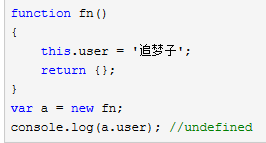 function fn()
{
    this.user = '追梦子';
    return {};
}
var a = new fn;
console.log(a.user); //undefined